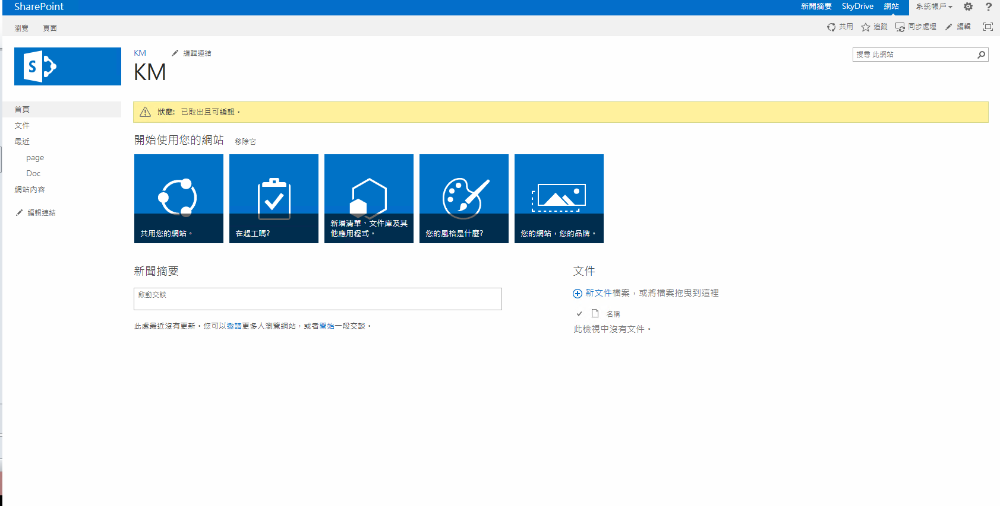 SharePoint
新聞摘要 SkyDrive 網站 系統帳戶 ?
瀏覽 頁面
共用 追蹤 同步處理 編輯
S
KM 編輯連結
KM
搜尋 此網站
首頁
文件
最近
page
Doc
網站內容
編輯連結
狀態: 已取出且可編輯。
開始使用您的網站 移除它
共用您的網站。
在趕工嗎?
新增清單、文件庫及其
他應用程式。
您的風格是什麼?
您的網站，您的品牌。
新聞摘要
啟動交談
此處最近沒有更新。您可以邀請更多人瀏覽網站，或者開始一段交談。
文件
新文件檔案，或將檔案拖曳到這裡
名稱
此檢視中沒有文件。